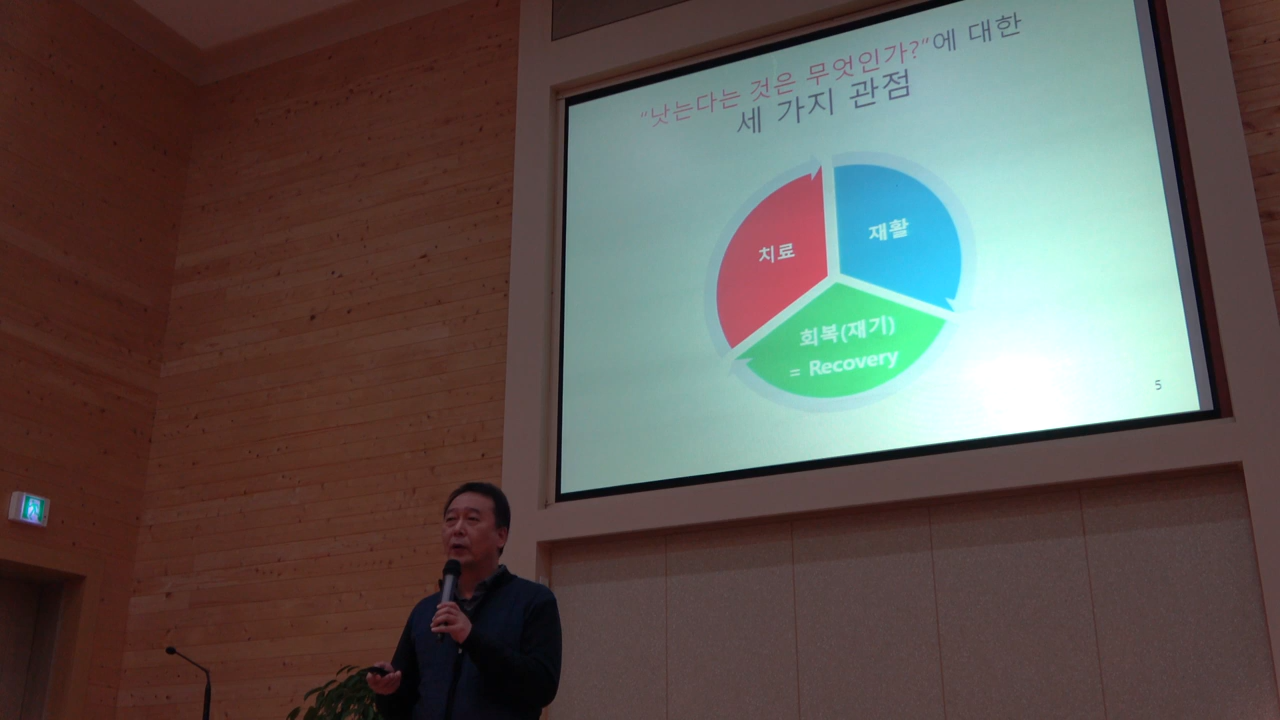 "낫는다는 것은 무엇인가?"에 대한
세 가지 관점
치료
재활
회복(재기)
= Recovery
5